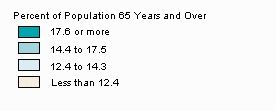 Percent of Population 65 Years and Over
17.6 or more
14.4 to 17.5
12.4 to 14.3
Less than 12.4